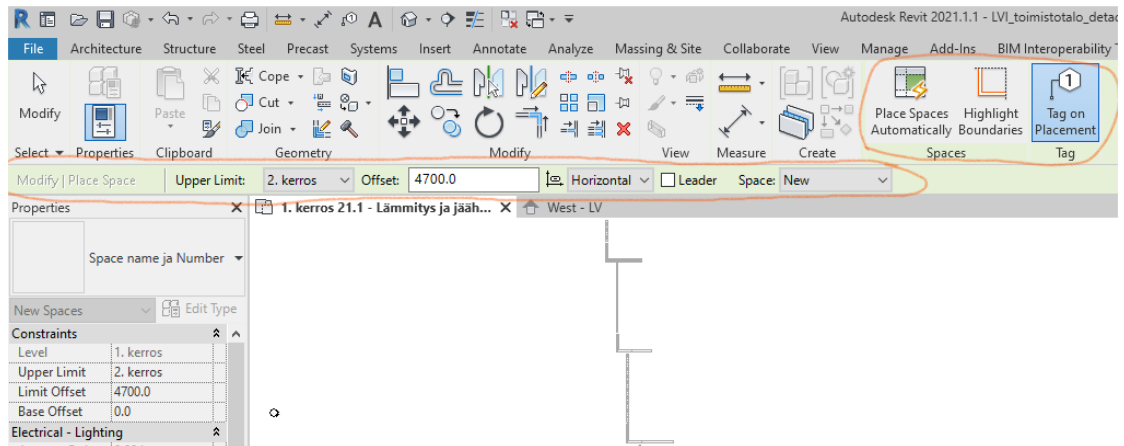 Autodesk Revit 2021.1.1 - LVI_toimistotalo_detac
File Architecture Structure Steel Precast Systems Insert Annotate Analyze Massing & Site Collaborate View Manage Add-Ins BIM Interoperability
Modify
Paste
Cope
Cut
Join
Place Spaces Automatically
Highlight Boundaries
Tag on Placement
Select Properties Clipboard Geometry Modify View Measure Create Spaces Tag
Modify | Place Space Upper Limit: 2. kerros Offset: 4700.0 Horizontal Leader Space: New
Properties X 1. kerros 21.1 - Lämmitys ja jääh... X West - LV
Space name ja Number
New Spaces Edit Type
Constraints
Level 1. kerros
Upper Limit 2. kerros
Limit Offset 4700.0
Base Offset 0.0
Electrical - Lighting